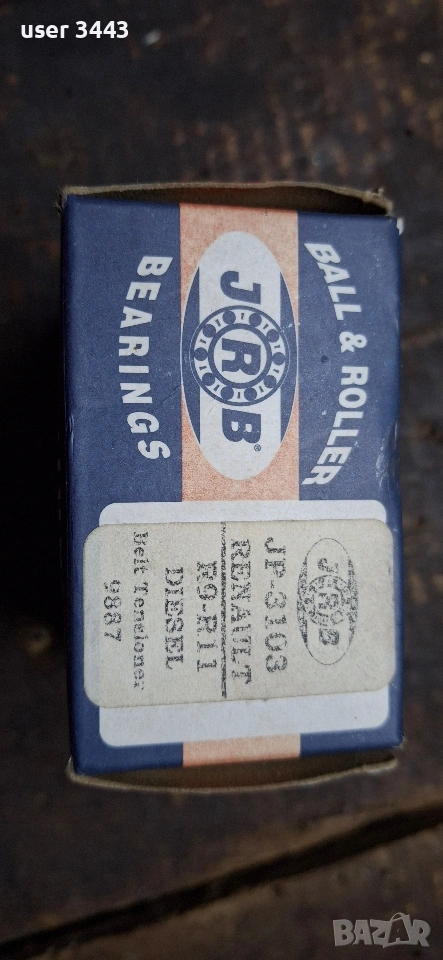 user 3443
BALL & ROLLER
JRB®
BEARINGS
JRB
JP-3103
RENAULT
R9-R11
DIESEL
Belt Tensioner
9887
BAZAR